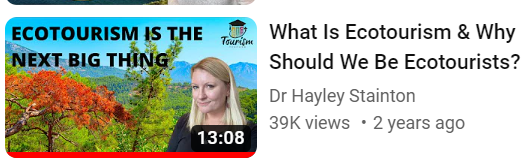 ECOTOURISM IS THE
NEXT BIG THING
Tourism
13:08
What Is Ecotourism & Why
Should We Be Ecotourists?
Dr Hayley Stainton
39K views • 2 years ago